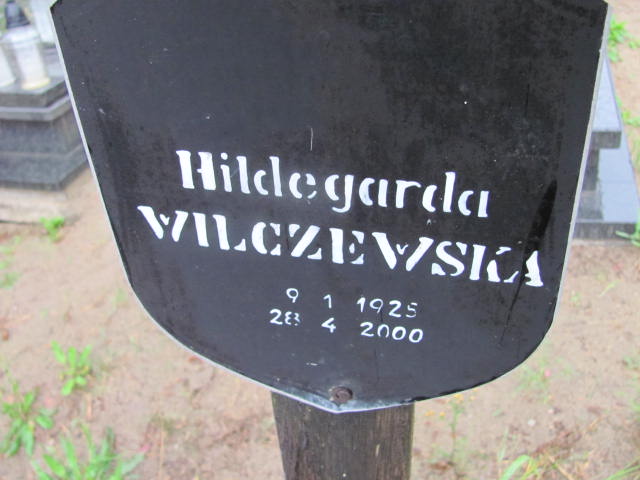 Hildegarda
WILCZEWSKA
9 1 1925
28 4 2000